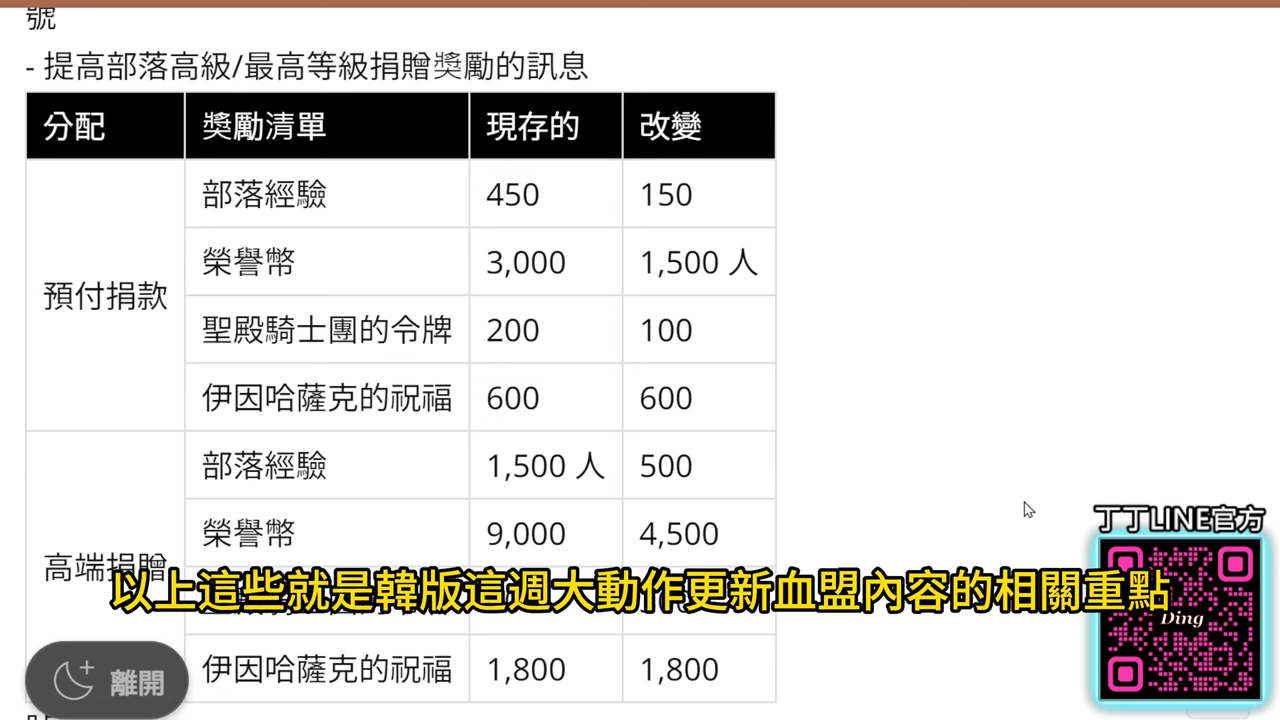 號
- 提高部落高級/最高等級捐贈獎勵的訊息
分配 獎勵清單 現存的 改變
預付捐款
部落經驗 450 150
榮譽幣 3,000 1,500 人
聖殿騎士團的令牌 200 100
伊因哈薩克的祝福 600 600
高端捐贈
部落經驗 1,500 人 500
榮譽幣 9,000 4,500
以上這些就是韓版這週大動作更新血盟內容的相關重點
伊因哈薩克的祝福 1,800 1,800
離開
丁丁LINE官方
Ding